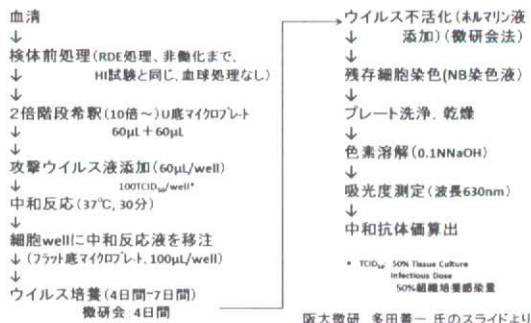 血清
↓
検体前処理(RDE処理、非働化まで、
↓ HI試験と同じ、血球処理なし)
↓
2倍階段希釈(10倍~)U底マイクロプレート
↓ 60μL+60μL
↓
攻撃ウイルス液添加(60μL/well)
↓ 100TCID₅₀/well*
中和反応(37℃, 30分)
↓
細胞wellに中和反応液を移注
↓ (フラット底マイクロプレート、100μL/well)
↓
ウイルス培養(4日間~7日間)
微研会 4日間
ウイルス不活化(ホルマリン液
↓ 添加)(微研会法)
↓
残存細胞染色(NB染色液)
↓
プレート洗浄、乾燥
↓
色素溶解(0.1NNaOH)
↓
吸光度測定(波長630nm)
↓
中和抗体価算出
* TCID₅₀: 50% Tissue Culture
Infectious Dose
50%組織培養感染量
阪大微研 多田善一 氏のスライドより